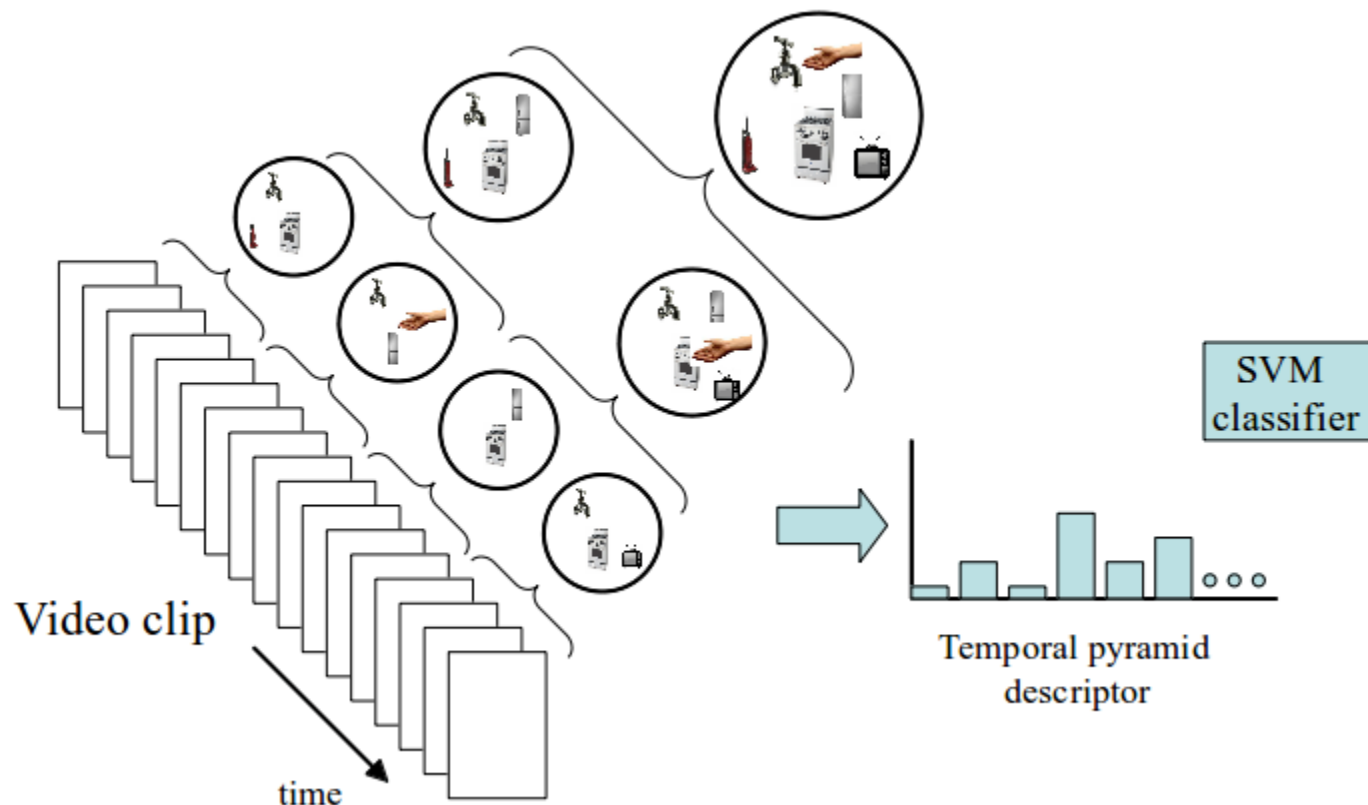 SVM
classifier
Video clip
time
Temporal pyramid
descriptor